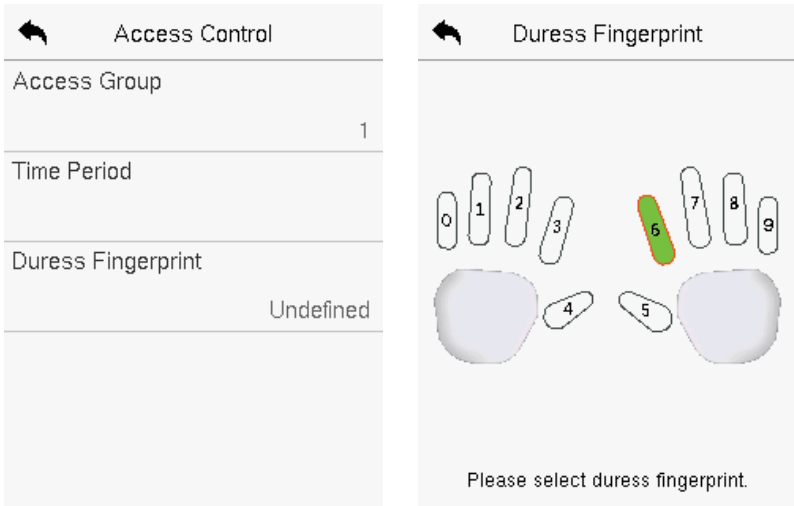 Access Control
Access Group
1
Time Period
Duress Fingerprint
Undefined
Duress Fingerprint
0 1 2 3 6 7 8 9
4 5
Please select duress fingerprint.